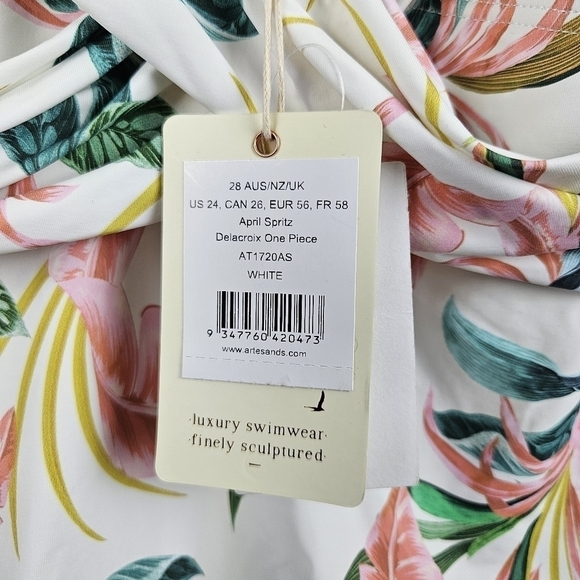 28 AUS/NZ/UK
US 24, CAN 26, EUR 56, FR 58
April Spritz
Delacroix One Piece
AT1720AS
WHITE
9 347760 420473
www.artesands.com
·luxury swimwear·
·finely sculptured·